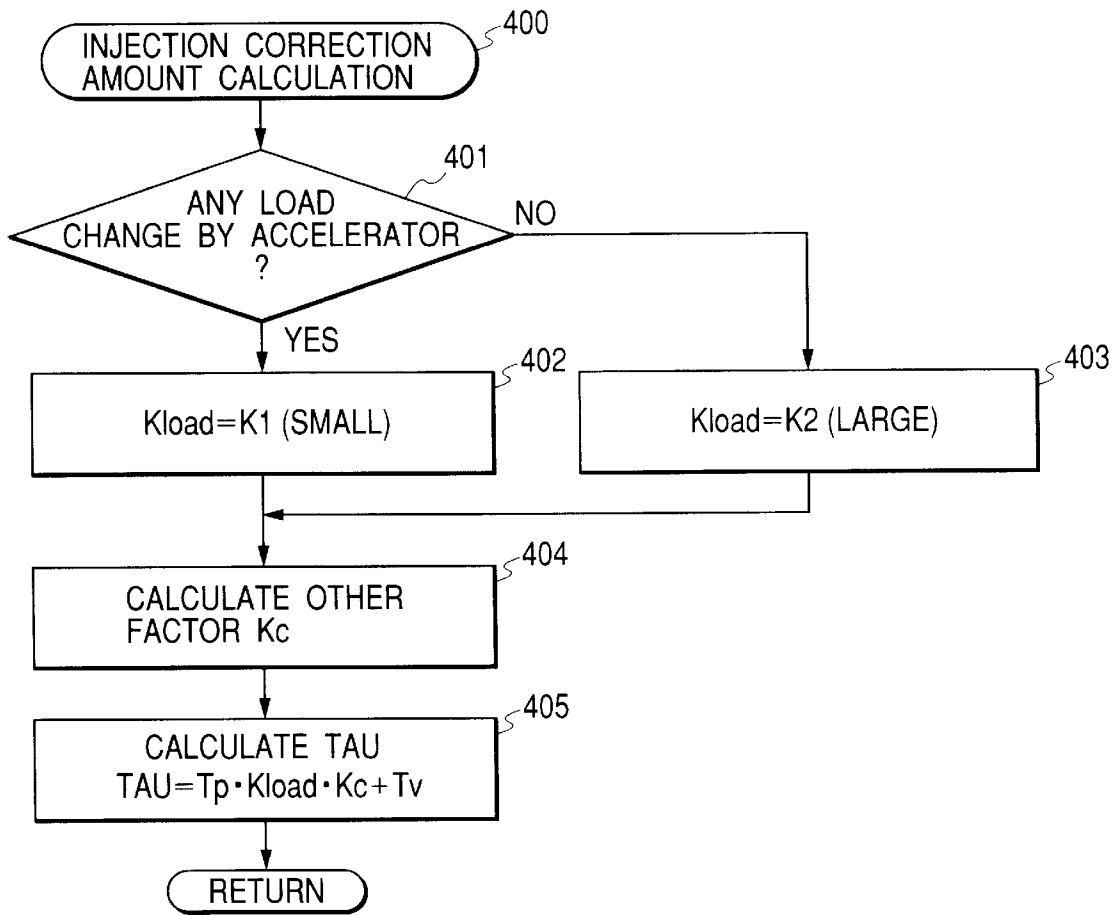 INJECTION CORRECTION
AMOUNT CALCULATION
400
401
ANY LOAD
CHANGE BY ACCELERATOR
?
NO
YES
402
Kload=K1 (SMALL)
403
Kload=K2 (LARGE)
404
CALCULATE OTHER
FACTOR Kc
405
CALCULATE TAU
TAU=Tp·Kload·Kc+Tv
RETURN